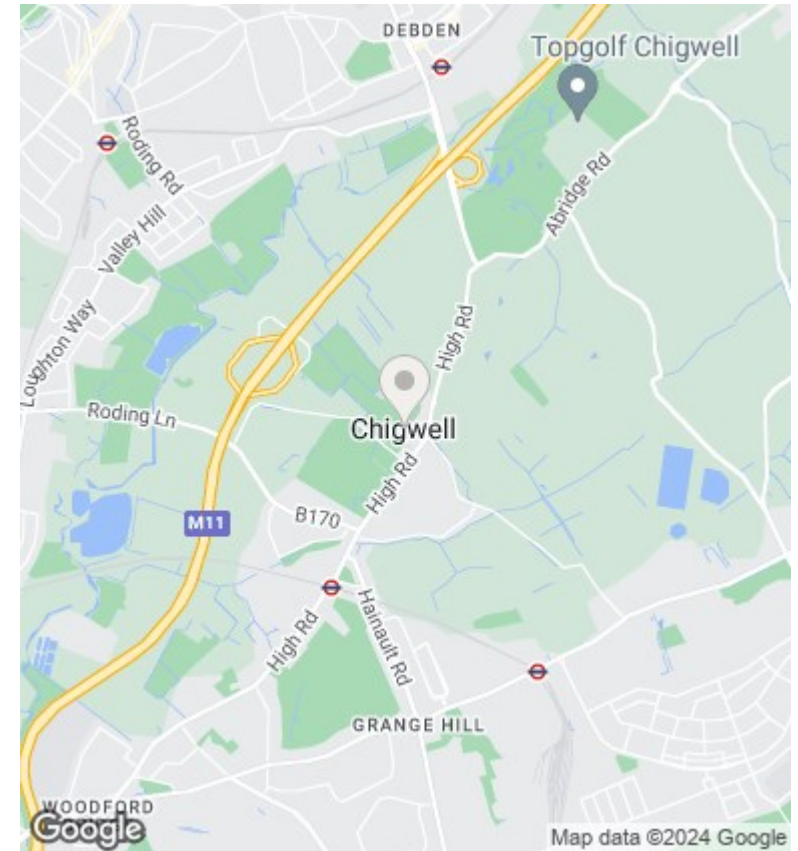 DEBDEN
Topgolf Chigwell
Roding Rd
Abridge Rd
Valley Hill
High Rd
Loughton Way
Roding Ln
Chigwell
High Rd
M11
B170
High Rd
Hainault Rd
GRANGE HILL
WOODFORD
Google
Map data ©2024 Google